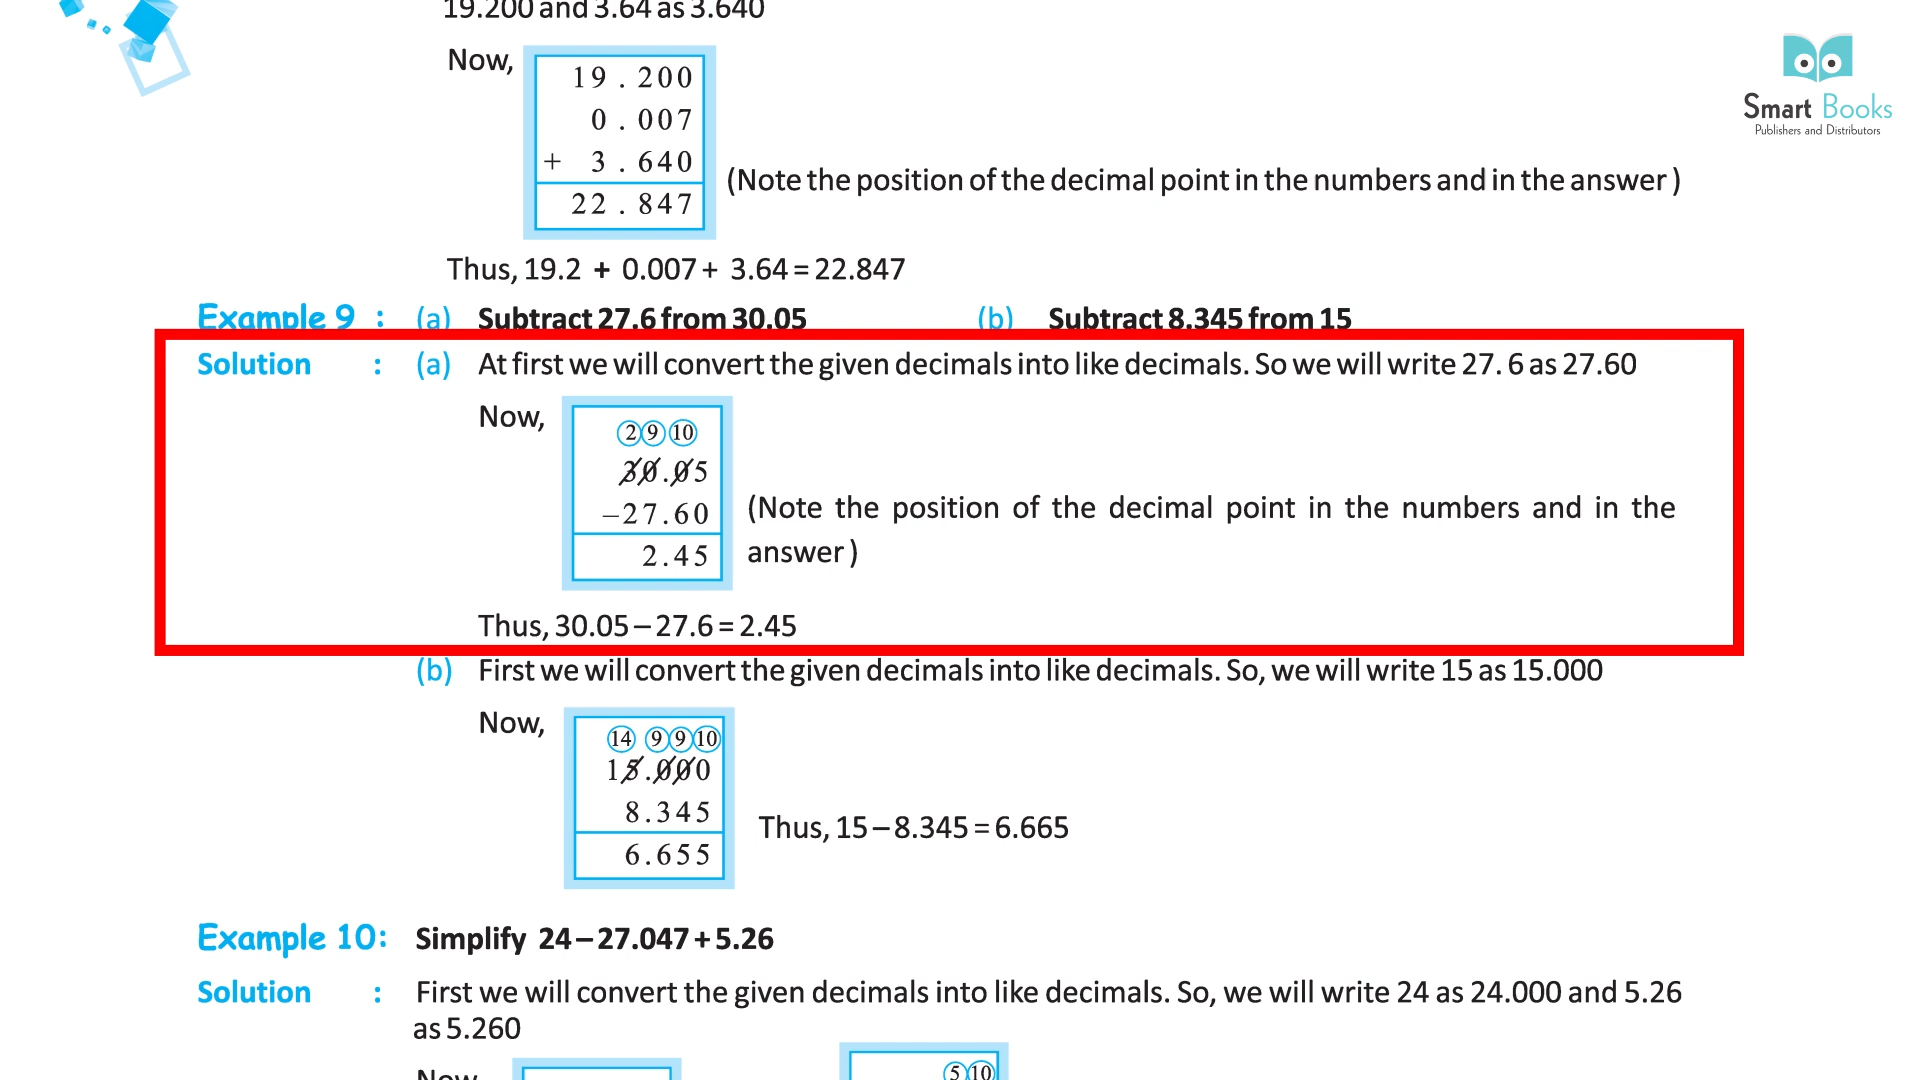 19.200 and 3.64 as 3.640
Smart Books
Publishers and Distributors
Now,
19 . 200
0 . 007
+ 3 . 640
22 . 847
(Note the position of the decimal point in the numbers and in the answer )
Thus, 19.2 + 0.007 + 3.64 = 22.847
Example 9 : (a) Subtract 27.6 from 30.05 (b) Subtract 8.345 from 15
Solution : (a) At first we will convert the given decimals into like decimals. So we will write 27. 6 as 27.60
Now,
2 9 10
30.05
–27.60
2.45
(Note the position of the decimal point in the numbers and in the
answer )
Thus, 30.05 – 27.6 = 2.45
(b) First we will convert the given decimals into like decimals. So, we will write 15 as 15.000
Now,
14 9 9 10
15.000
8.345
6.655
Thus, 15 – 8.345 = 6.665
Example 10: Simplify 24 – 27.047 + 5.26
Solution : First we will convert the given decimals into like decimals. So, we will write 24 as 24.000 and 5.26
as 5.260
Now
5 10